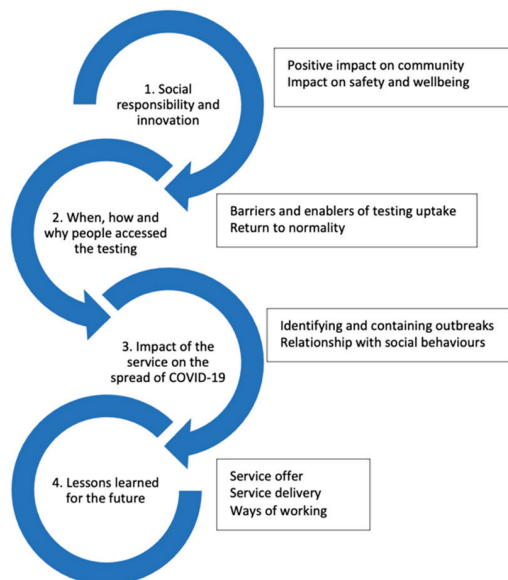 1. Social
responsibility and
innovation
Positive impact on community
Impact on safety and wellbeing
2. When, how and
why people accessed
the testing
Barriers and enablers of testing uptake
Return to normality
3. Impact of the
service on the
spread of COVID-19
Identifying and containing outbreaks
Relationship with social behaviours
4. Lessons learned
for the future
Service offer
Service delivery
Ways of working